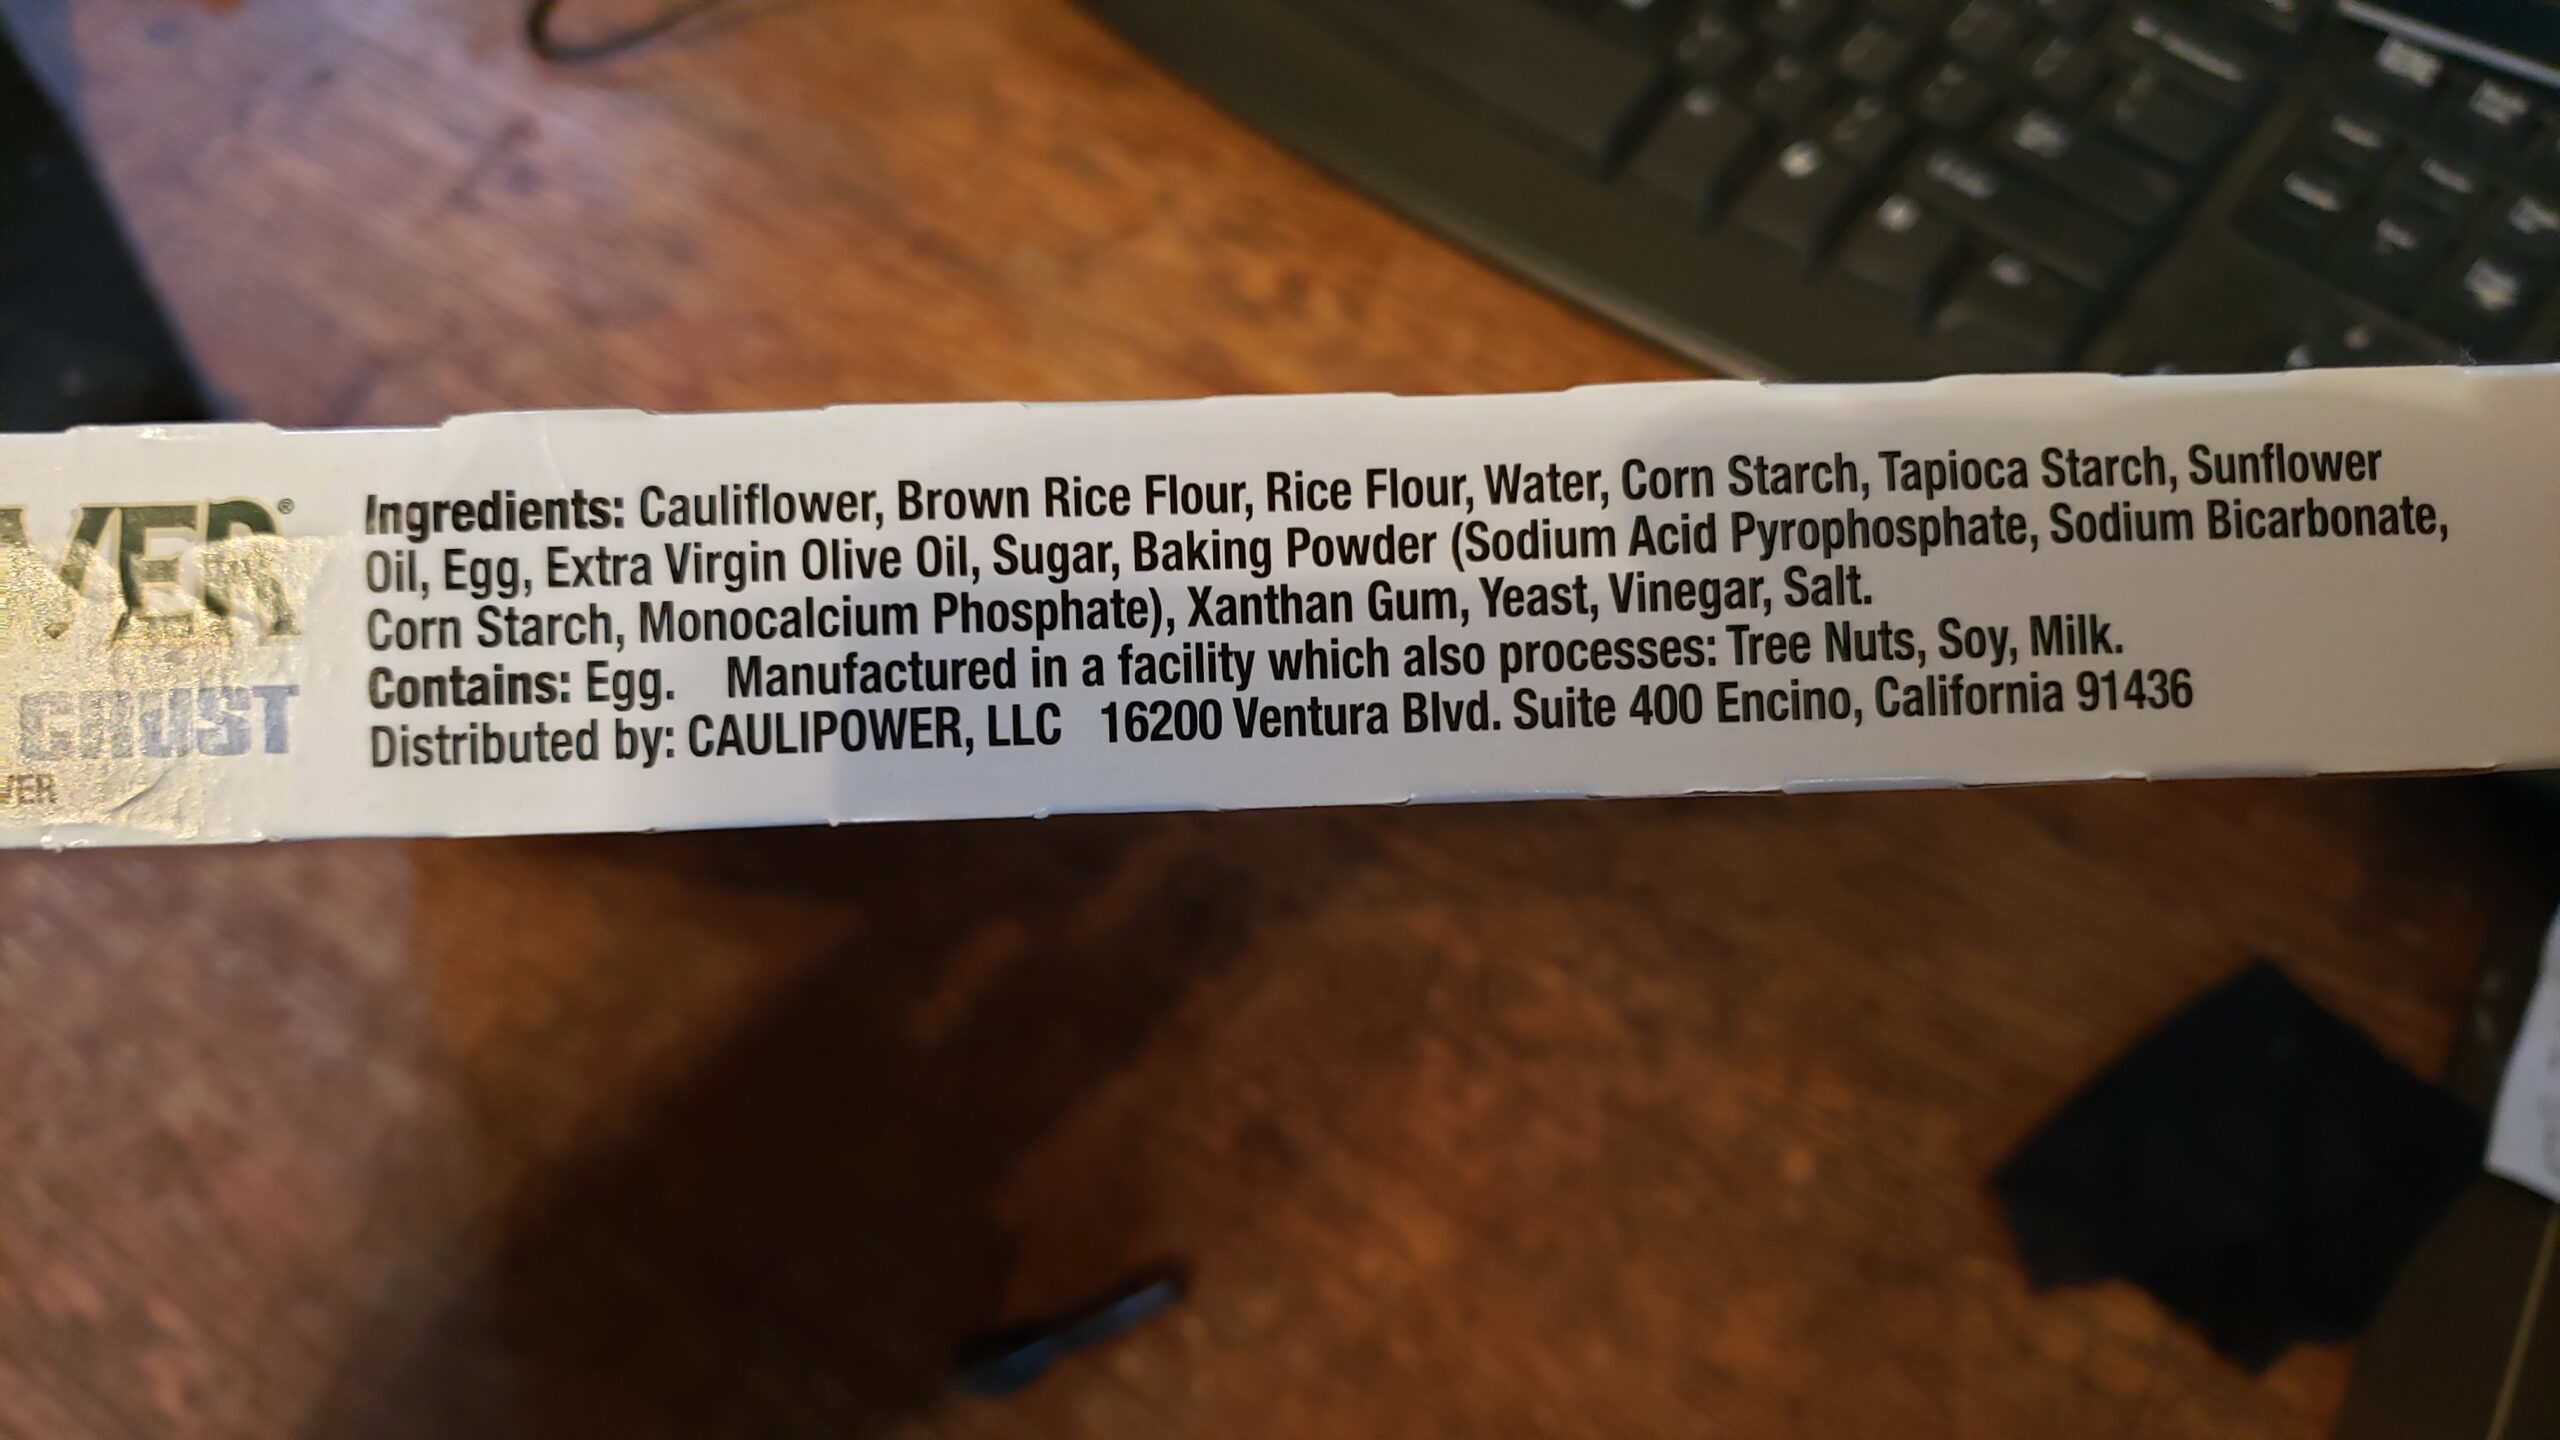 VER®
CRUST
VER
Ingredients: Cauliflower, Brown Rice Flour, Rice Flour, Water, Corn Starch, Tapioca Starch, Sunflower
Oil, Egg, Extra Virgin Olive Oil, Sugar, Baking Powder (Sodium Acid Pyrophosphate, Sodium Bicarbonate,
Corn Starch, Monocalcium Phosphate), Xanthan Gum, Yeast, Vinegar, Salt.
Contains: Egg. Manufactured in a facility which also processes: Tree Nuts, Soy, Milk.
Distributed by: CAULIPOWER, LLC 16200 Ventura Blvd. Suite 400 Encino, California 91436